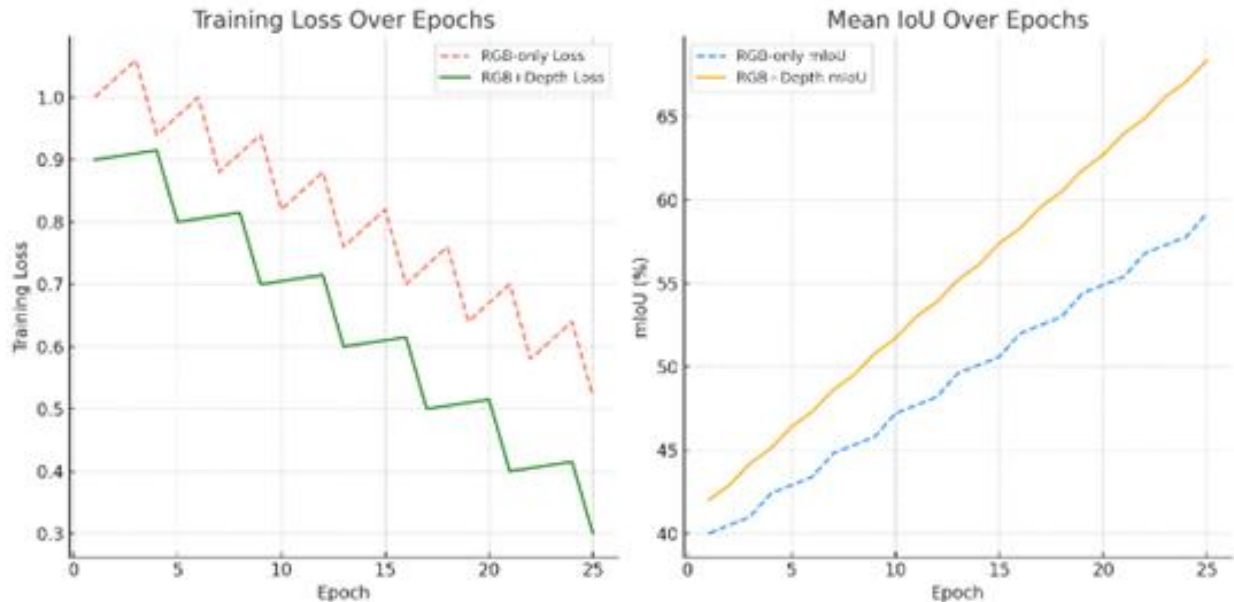 Training Loss Over Epochs
RGB-only Loss
RGB+Depth Loss
Training Loss
1.0
0.9
0.8
0.7
0.6
0.5
0.4
0.3
0
5
10
15
20
25
Epoch
Mean IoU Over Epochs
RGB-only mIoU
RGB+Depth mIoU
mIoU (%)
65
60
55
50
45
40
0
5
10
15
20
25
Epoch